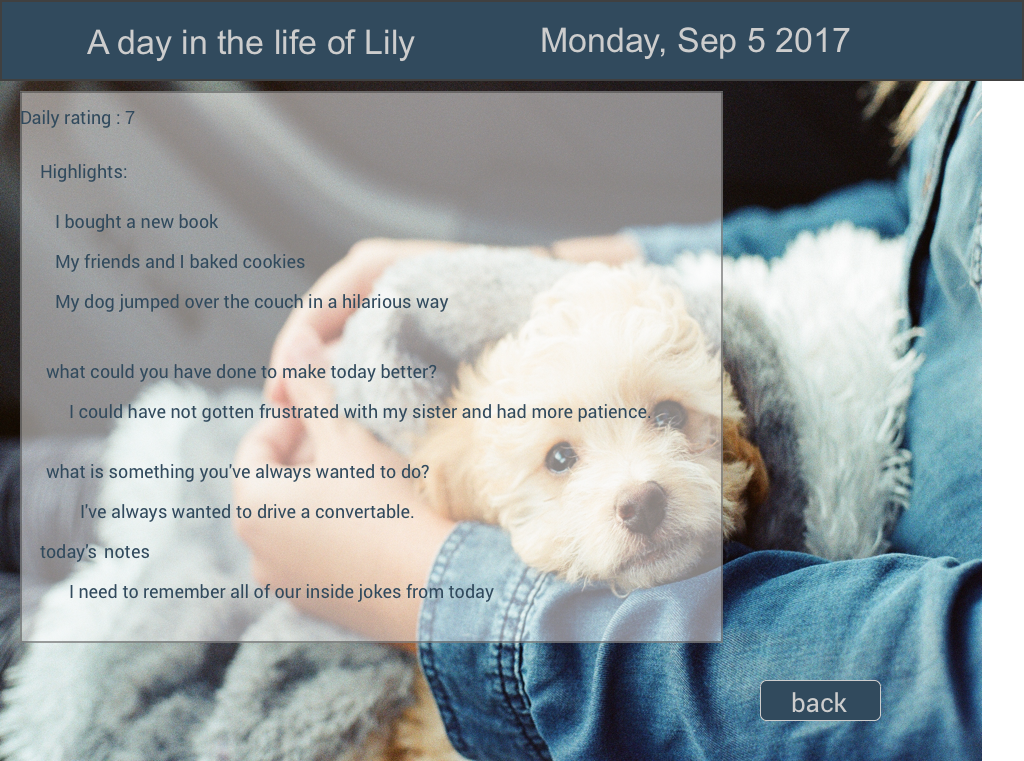 A day in the life of Lily
Monday, Sep 5 2017
Daily rating : 7
Highlights:
I bought a new book
My friends and I baked cookies
My dog jumped over the couch in a hilarious way
what could you have done to make today better?
I could have not gotten frustrated with my sister and had more patience.
what is something you've always wanted to do?
I've always wanted to drive a convertable.
today's notes
I need to remember all of our inside jokes from today
back